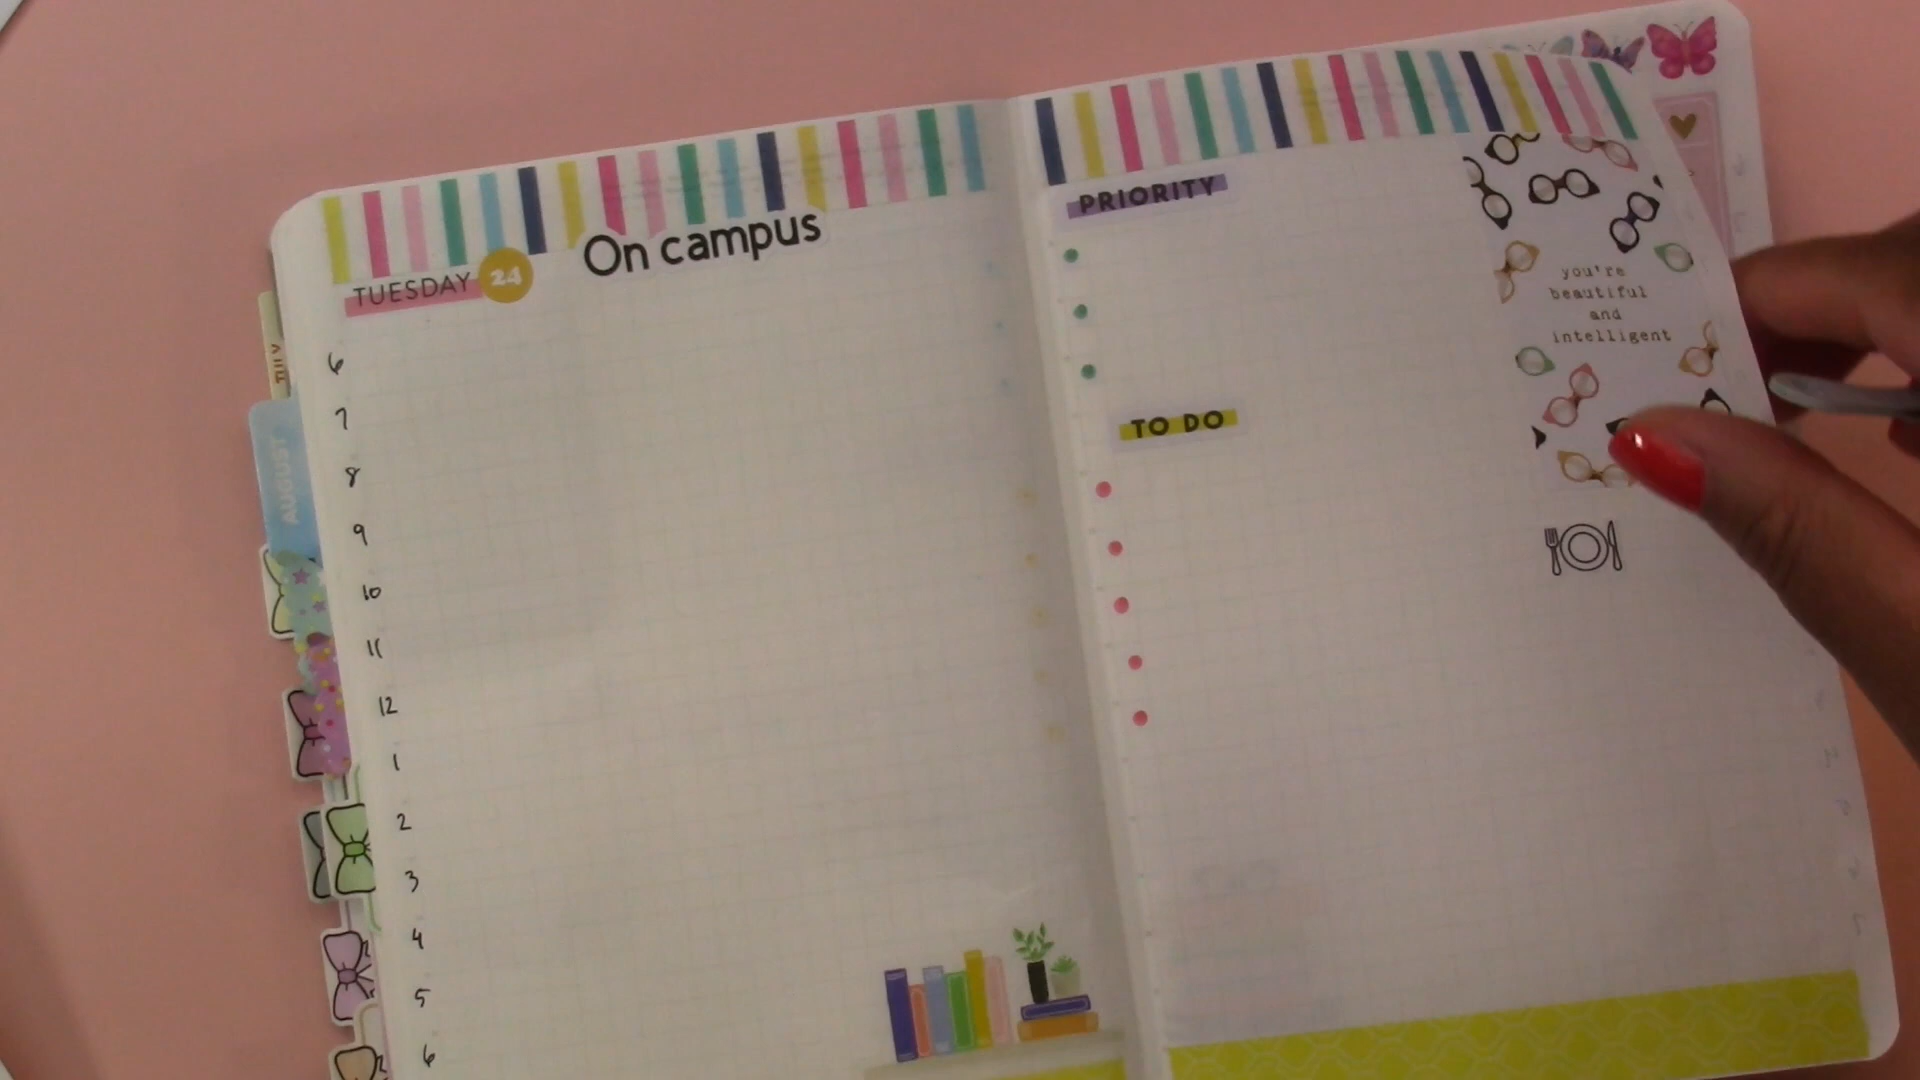 On campus
TUESDAY 24
6
7
8
9
10
11
12
1
2
3
4
5
6
PRIORITY
TO DO
you're
beautiful
and
intelligent
JULY
AUGUST